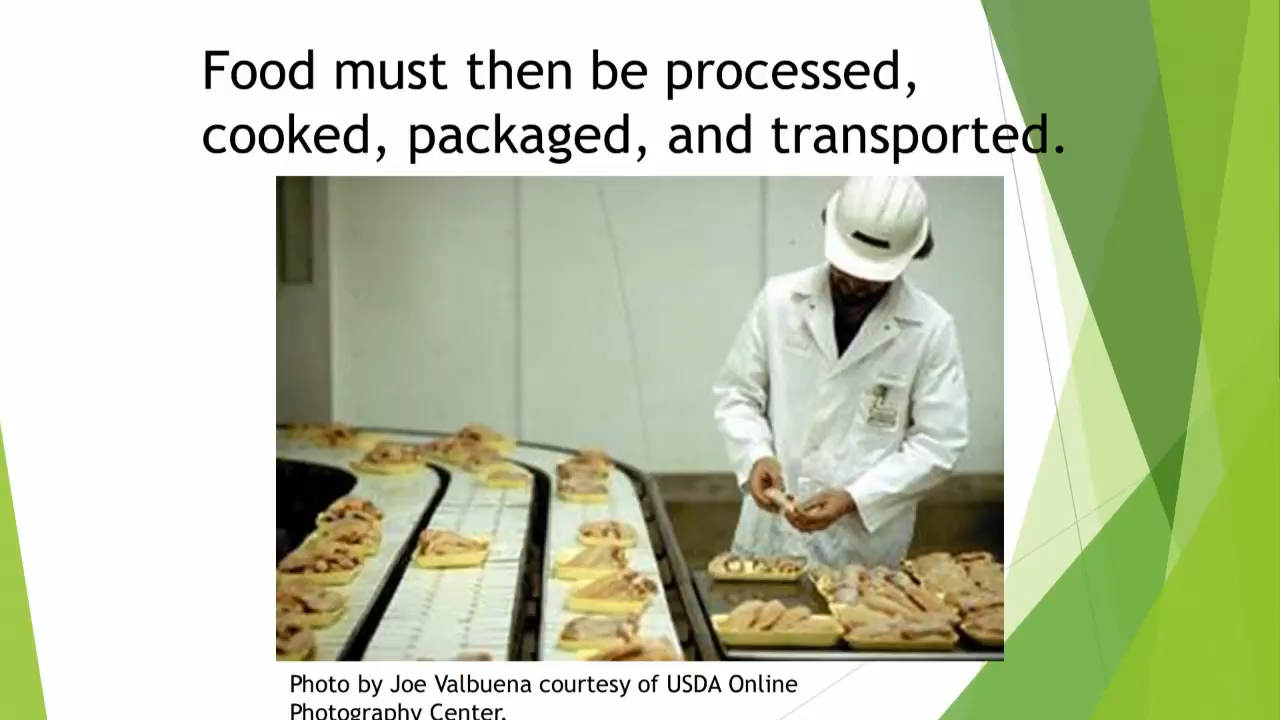 Food must then be processed,
cooked, packaged, and transported.
Photo by Joe Valbuena courtesy of USDA Online
Photography Center.